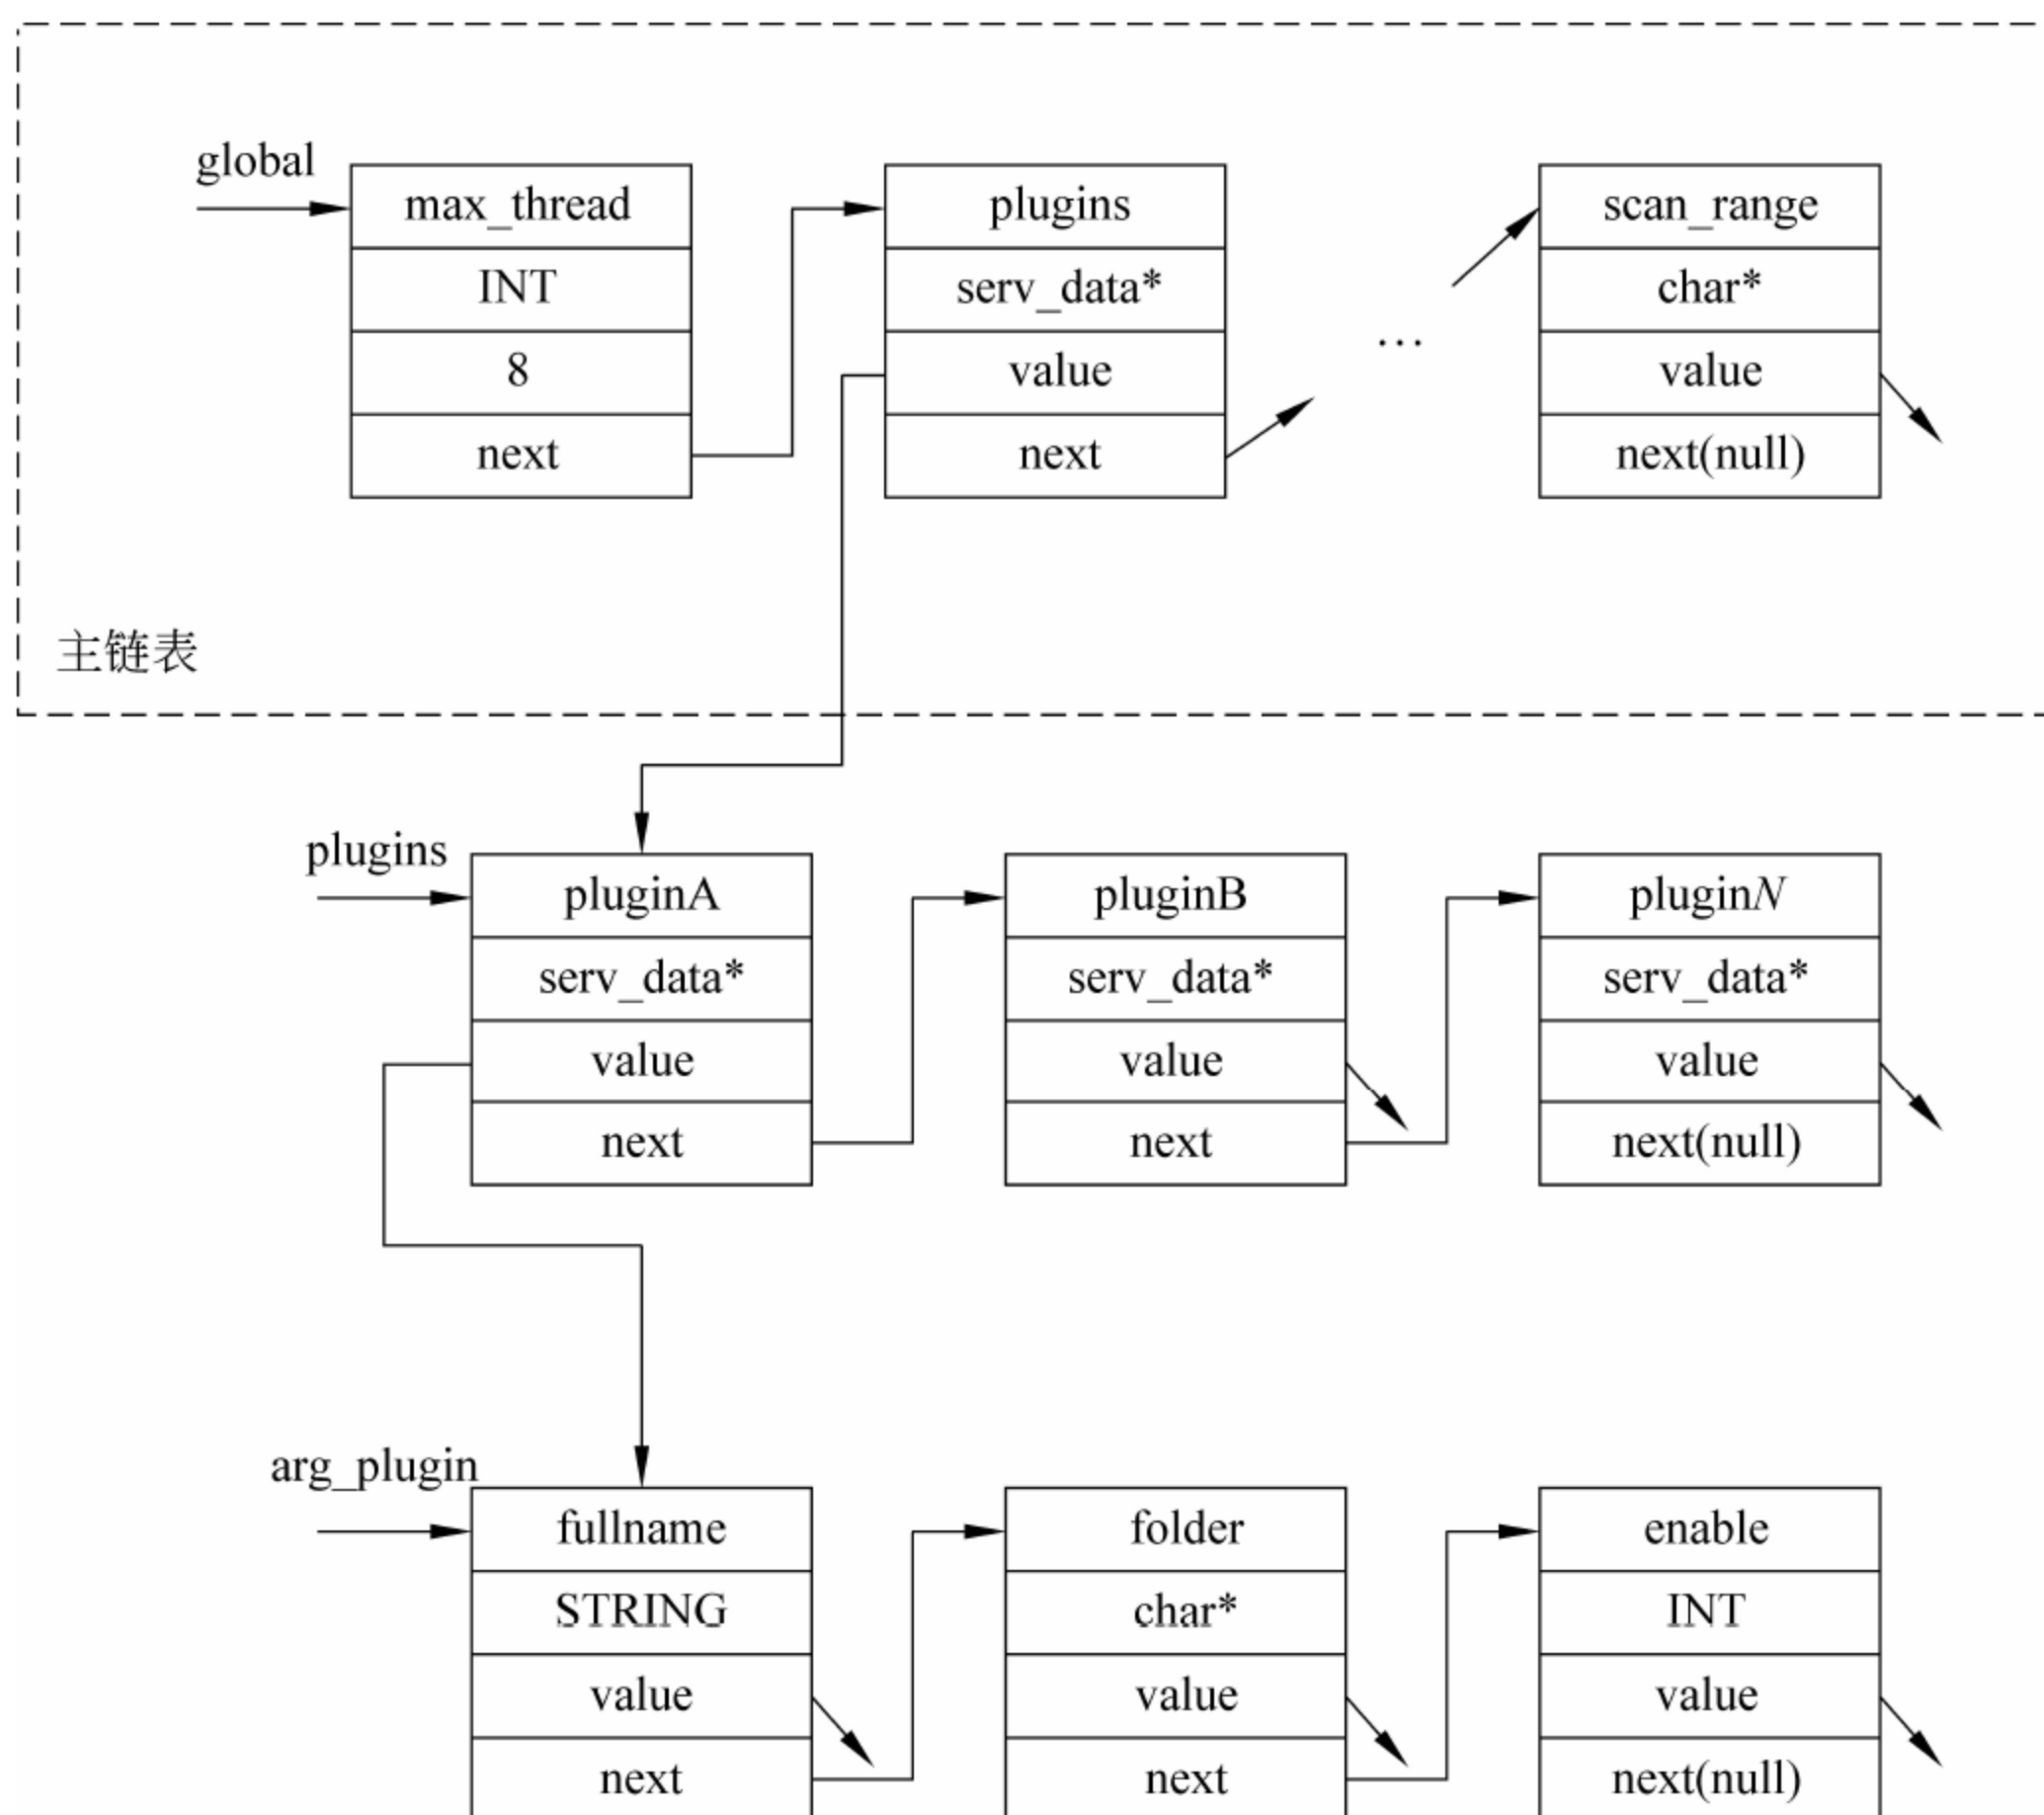 global
max_thread
INT
8
next
plugins
serv_data*
value
next
…
scan_range
char*
value
next(null)
主链表
plugins
pluginA
serv_data*
value
next
pluginB
serv_data*
value
next
pluginN
serv_data*
value
next(null)
arg_plugin
fullname
STRING
value
next
folder
char*
value
next
enable
INT
value
next(null)